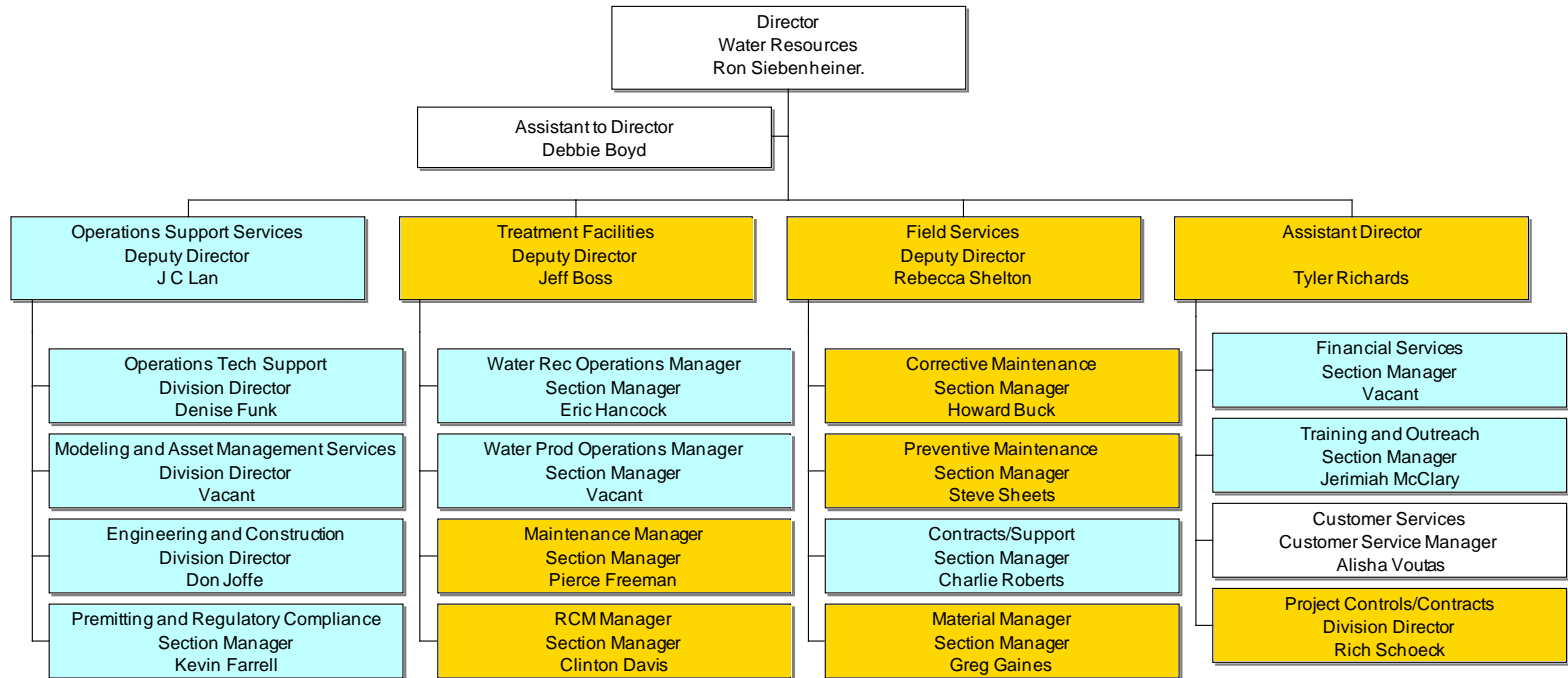 Director
Water Resources
Ron Siebenheiner.
Assistant to Director
Debbie Boyd
Operations Support Services
Deputy Director
J C Lan
Treatment Facilities
Deputy Director
Jeff Boss
Field Services
Deputy Director
Rebecca Shelton
Assistant Director
Tyler Richards
Operations Tech Support
Division Director
Denise Funk
Modeling and Asset Management Services
Division Director
Vacant
Engineering and Construction
Division Director
Don Joffe
Premitting and Regulatory Compliance
Section Manager
Kevin Farrell
Water Rec Operations Manager
Section Manager
Eric Hancock
Water Prod Operations Manager
Section Manager
Vacant
Maintenance Manager
Section Manager
Pierce Freeman
RCM Manager
Section Manager
Clinton Davis
Corrective Maintenance
Section Manager
Howard Buck
Preventive Maintenance
Section Manager
Steve Sheets
Contracts/Support
Section Manager
Charlie Roberts
Material Manager
Section Manager
Greg Gaines
Financial Services
Section Manager
Vacant
Training and Outreach
Section Manager
Jerimiah McClary
Customer Services
Customer Service Manager
Alisha Voutas
Project Controls/Contracts
Division Director
Rich Schoeck